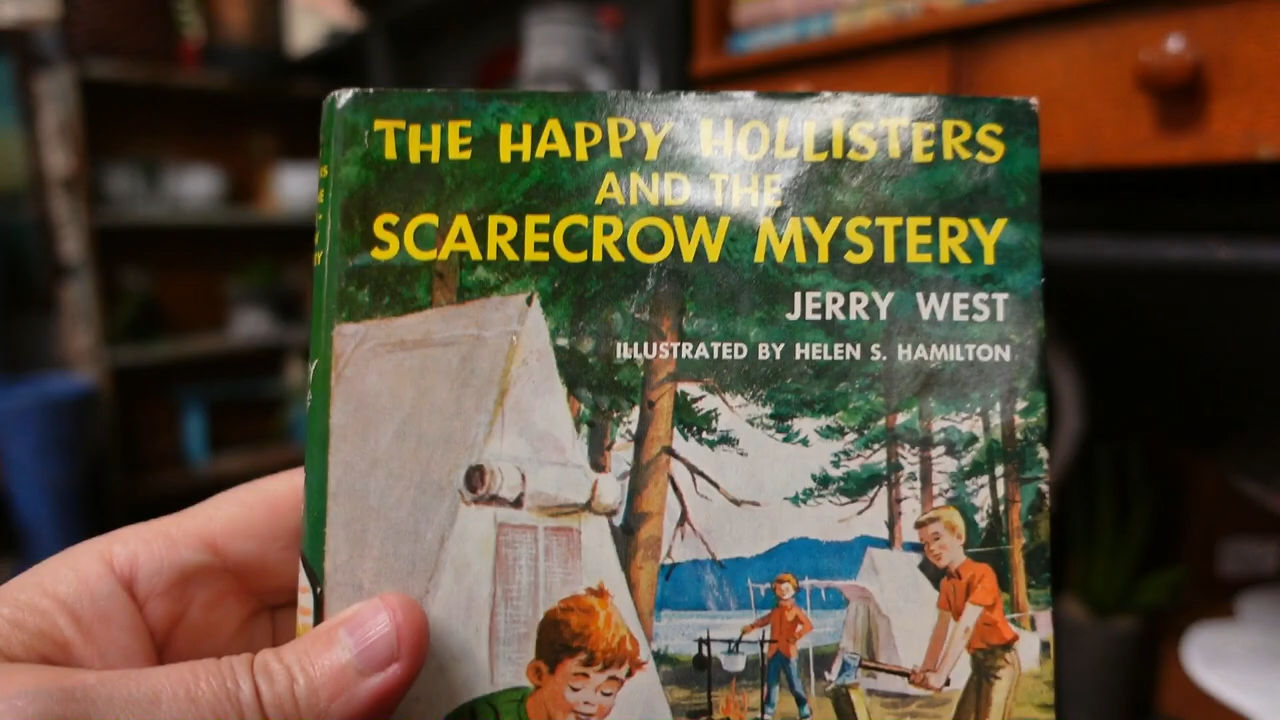 THE HAPPY HOLLISTERS
AND THE
SCARECROW MYSTERY
JERRY WEST
ILLUSTRATED BY HELEN S. HAMILTON